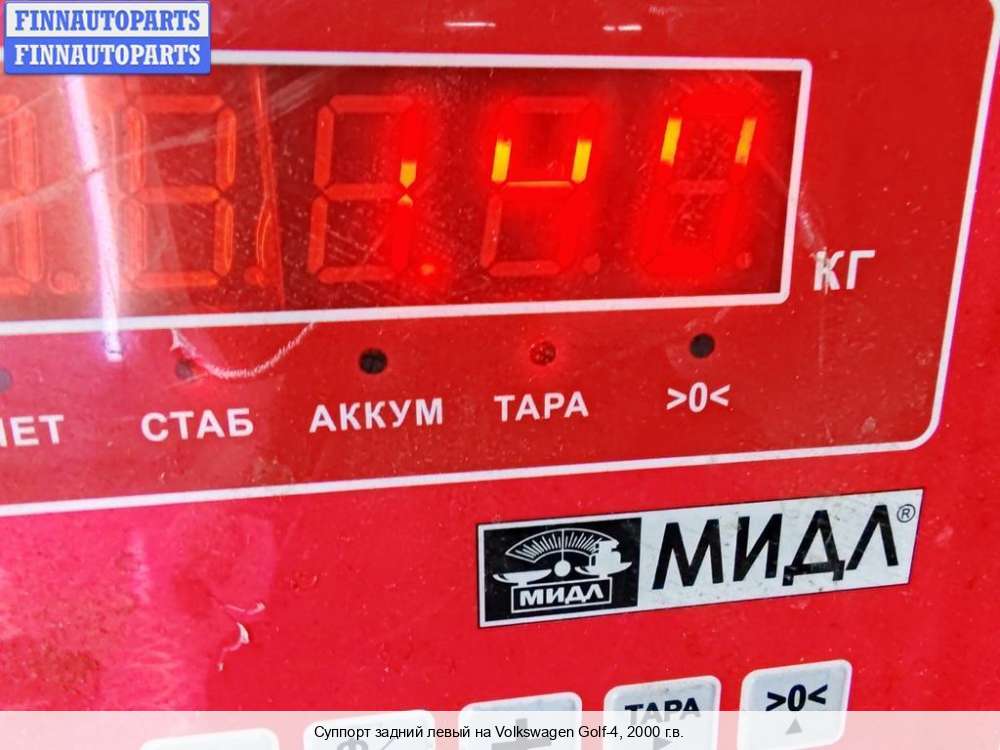 FINNAUTOPARTS
FINNAUTOPARTS
КГ
СТАБ
АККУМ
ТАРА
>0<
МИДЛ
МИДЛ®
ТАРА
>0<
Суппорт задний левый на Volkswagen Golf-4, 2000 г.в.